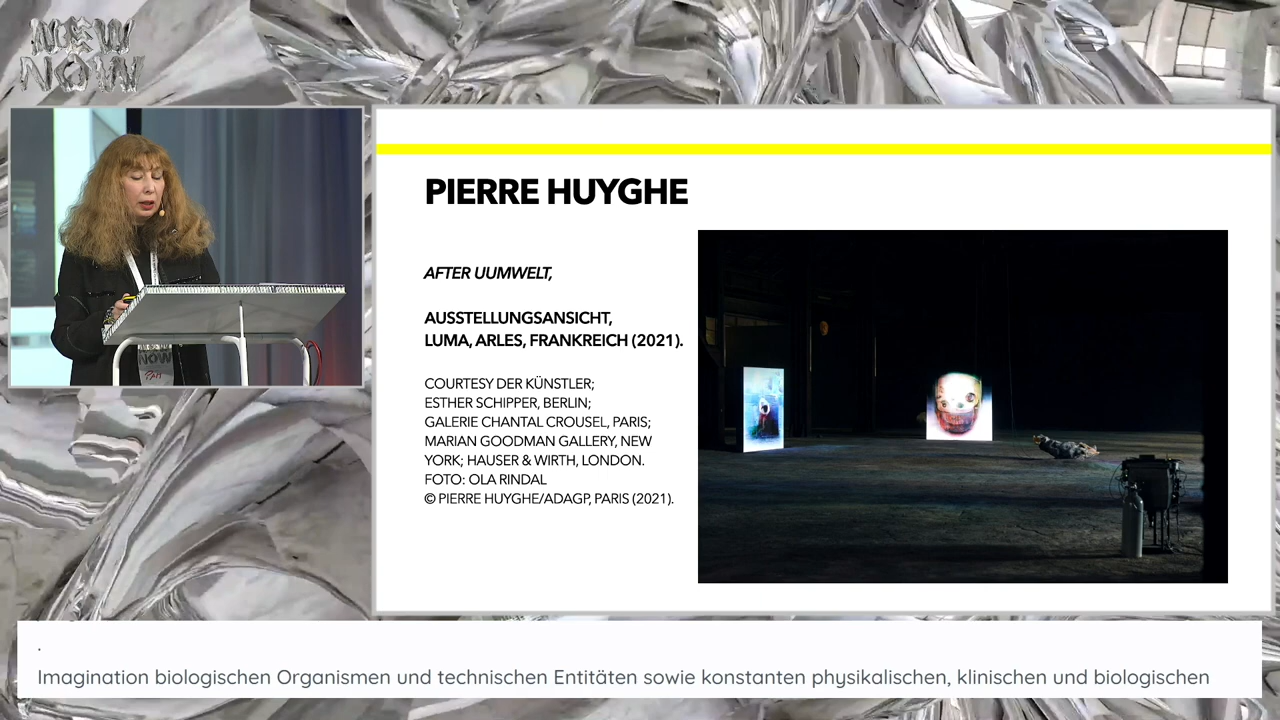 NEW
NOW
PIERRE HUYGHE
AFTER UUMWELT,
AUSSTELLUNGSANSICHT,
LUMA, ARLES, FRANKREICH (2021).
COURTESY DER KÜNSTLER;
ESTHER SCHIPPER, BERLIN;
GALERIE CHANTAL CROUSEL, PARIS;
MARIAN GOODMAN GALLERY, NEW
YORK; HAUSER & WIRTH, LONDON.
FOTO: OLA RINDAL
© PIERRE HUYGHE/ADAGP, PARIS (2021).
NOW
.
Imagination biologischen Organismen und technischen Entitäten sowie konstanten physikalischen, klinischen und biologischen